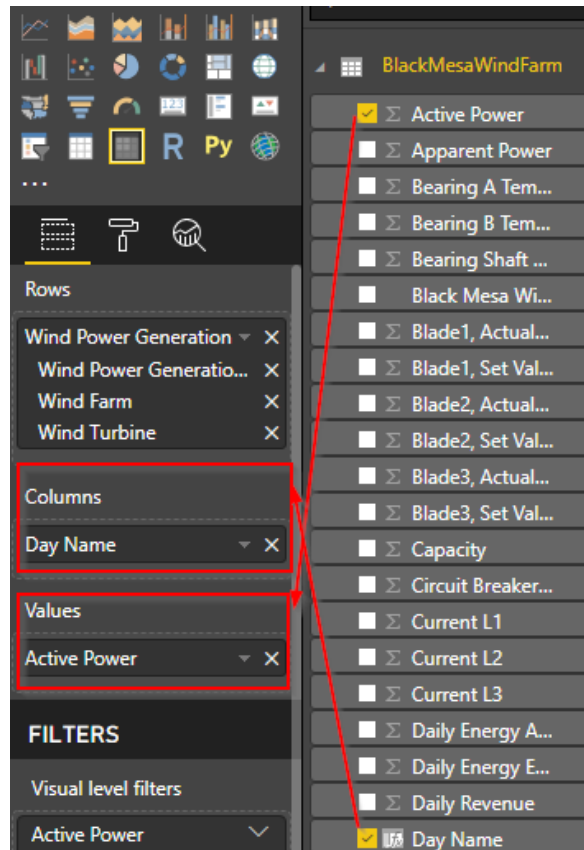 123
R
Py
...
Rows
Wind Power Generation
Wind Power Generatio...
Wind Farm
Wind Turbine
Columns
Day Name
Values
Active Power
FILTERS
Visual level filters
Active Power
BlackMesaWindFarm
Σ Active Power
Σ Apparent Power
Σ Bearing A Tem...
Σ Bearing B Tem...
Σ Bearing Shaft ...
Black Mesa Wi...
Σ Blade1, Actual...
Σ Blade1, Set Val...
Σ Blade2, Actual...
Σ Blade2, Set Val...
Σ Blade3, Actual...
Σ Blade3, Set Val...
Σ Capacity
Σ Circuit Breaker...
Σ Current L1
Σ Current L2
Σ Current L3
Σ Daily Energy A...
Σ Daily Energy E...
Σ Daily Revenue
Day Name